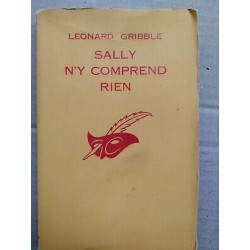 LEONARD GRIBBLE
SALLY
N'Y COMPREND
RIEN